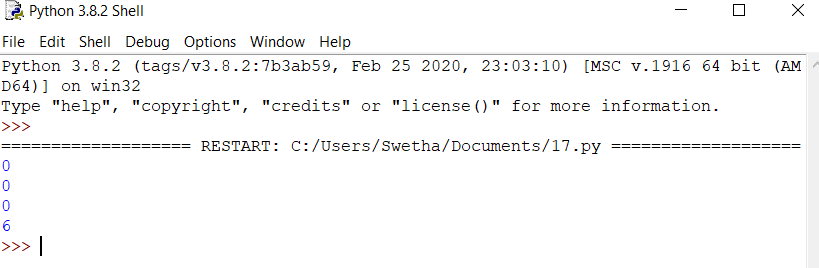 Python 3.8.2 Shell
File Edit Shell Debug Options Window Help
Python 3.8.2 (tags/v3.8.2:7b3ab59, Feb 25 2020, 23:03:10) [MSC v.1916 64 bit (AM
D64)] on win32
Type "help", "copyright", "credits" or "license()" for more information.
>>>
=================== RESTART: C:/Users/Swetha/Documents/17.py ===================
0
0
0
6
>>>